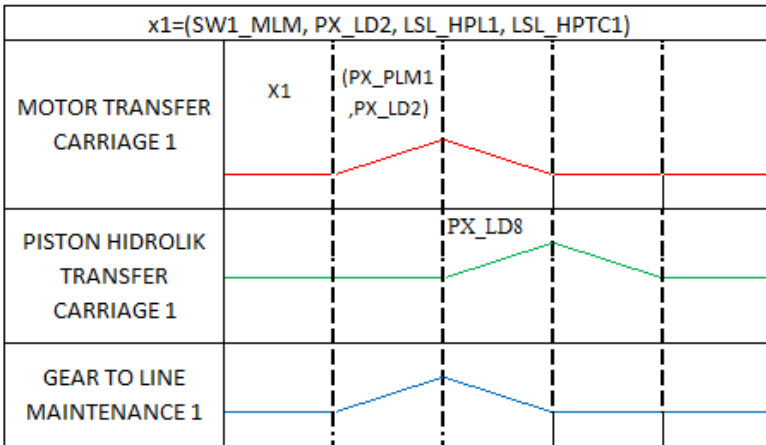 x1=(SW1_MLM, PX_LD2, LSL_HPL1, LSL_HPTC1)
MOTOR TRANSFER
CARRIAGE 1
X1
(PX_PLM1
,PX_LD2)
PISTON HIDROLIK
TRANSFER
CARRIAGE 1
PX_LD8
GEAR TO LINE
MAINTENANCE 1